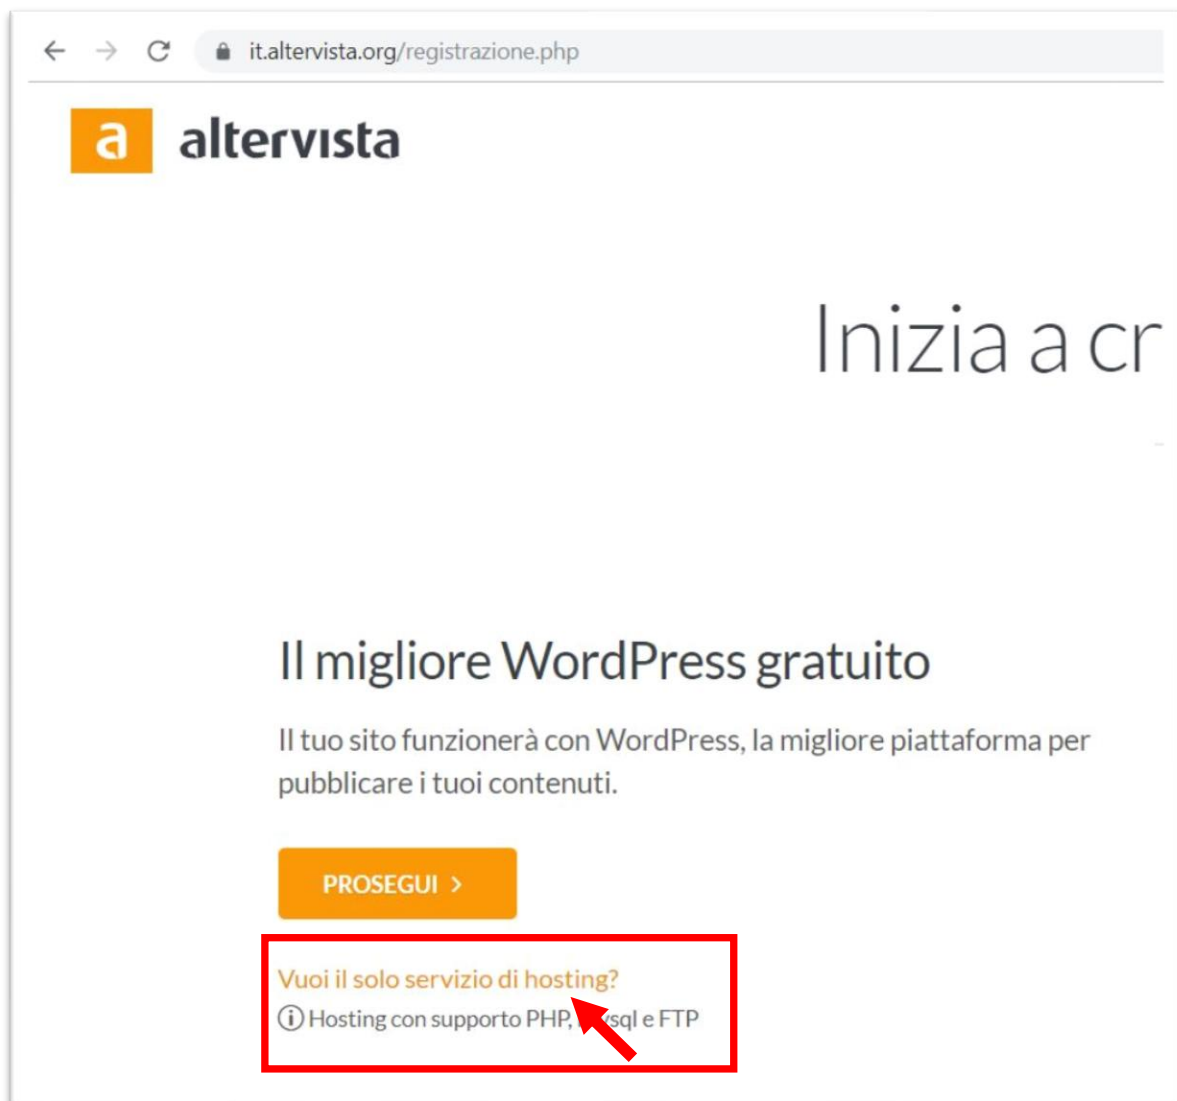 it.altervista.org/registrazione.php
a altervista
Inizia a cr
Il migliore WordPress gratuito
Il tuo sito funzionerà con WordPress, la migliore piattaforma per
pubblicare i tuoi contenuti.
PROSEGUI >
Vuoi il solo servizio di hosting?
i Hosting con supporto PHP, e FTP